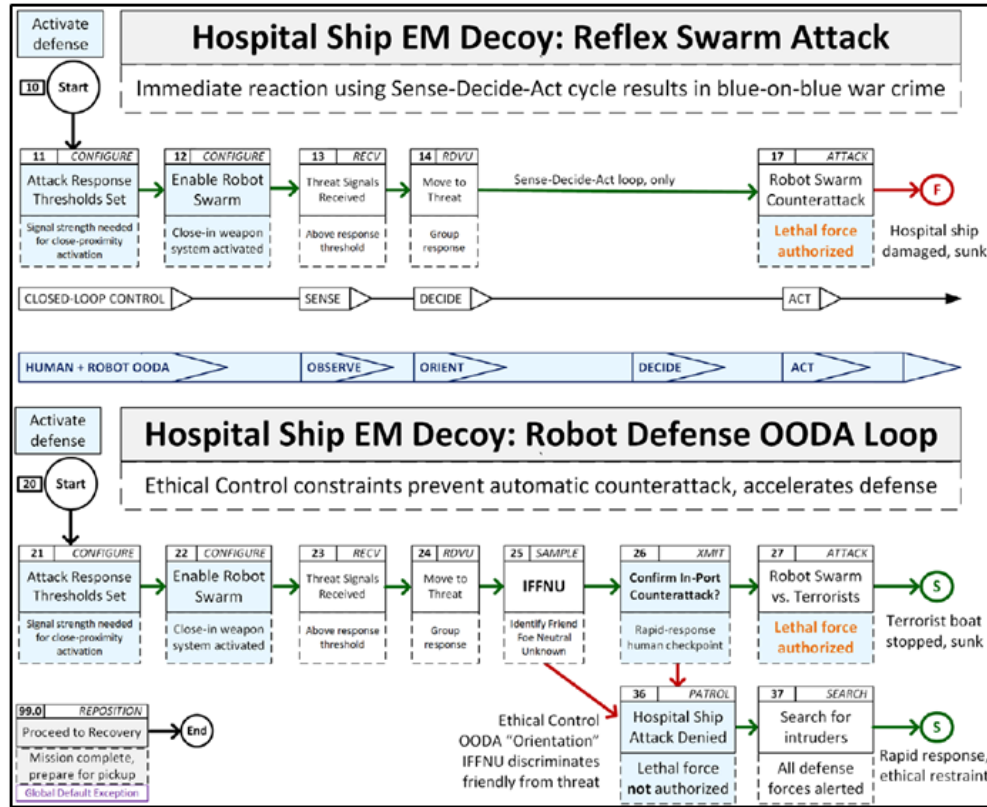 Activate
defense
Hospital Ship EM Decoy: Reflex Swarm Attack
Immediate reaction using Sense-Decide-Act cycle results in blue-on-blue war crime
10
Start
11 CONFIGURE
Attack Response
Thresholds Set
Signal strength needed
for close-proximity
activation
12 CONFIGURE
Enable Robot
Swarm
Close-in weapon
system activated
13 RECV
Threat Signals
Received
Above response
threshold
14 RDVU
Move to
Threat
Group
response
Sense-Decide-Act loop, only
17 ATTACK
Robot Swarm
Counterattack
Lethal force
authorized
F
Hospital ship
damaged, sunk
CLOSED-LOOP CONTROL
SENSE
DECIDE
ACT
HUMAN + ROBOT OODA
OBSERVE
ORIENT
DECIDE
ACT
Activate
defense
Hospital Ship EM Decoy: Robot Defense OODA Loop
Ethical Control constraints prevent automatic counterattack, accelerates defense
20
Start
21 CONFIGURE
Attack Response
Thresholds Set
Signal strength needed
for close-proximity
activation
22 CONFIGURE
Enable Robot
Swarm
Close-in weapon
system activated
23 RECV
Threat Signals
Received
Above response
threshold
24 RDVU
Move to
Threat
Group
response
25 SAMPLE
IFFNU
Identify Friend
Foe Neutral
Unknown
26 XMIT
Confirm In-Port
Counterattack?
Rapid-response
human checkpoint
27 ATTACK
Robot Swarm
vs. Terrorists
Lethal force
authorized
S
Terrorist boat
stopped, sunk
99.0 REPOSITION
Proceed to Recovery
Mission complete,
prepare for pickup
Global Default Exception
End
Ethical Control
OODA “Orientation”
IFFNU discriminates
friendly from threat
36 PATROL
Hospital Ship
Attack Denied
Lethal force
not authorized
37 SEARCH
Search for
intruders
All defense
forces alerted
S
Rapid response,
ethical restraint